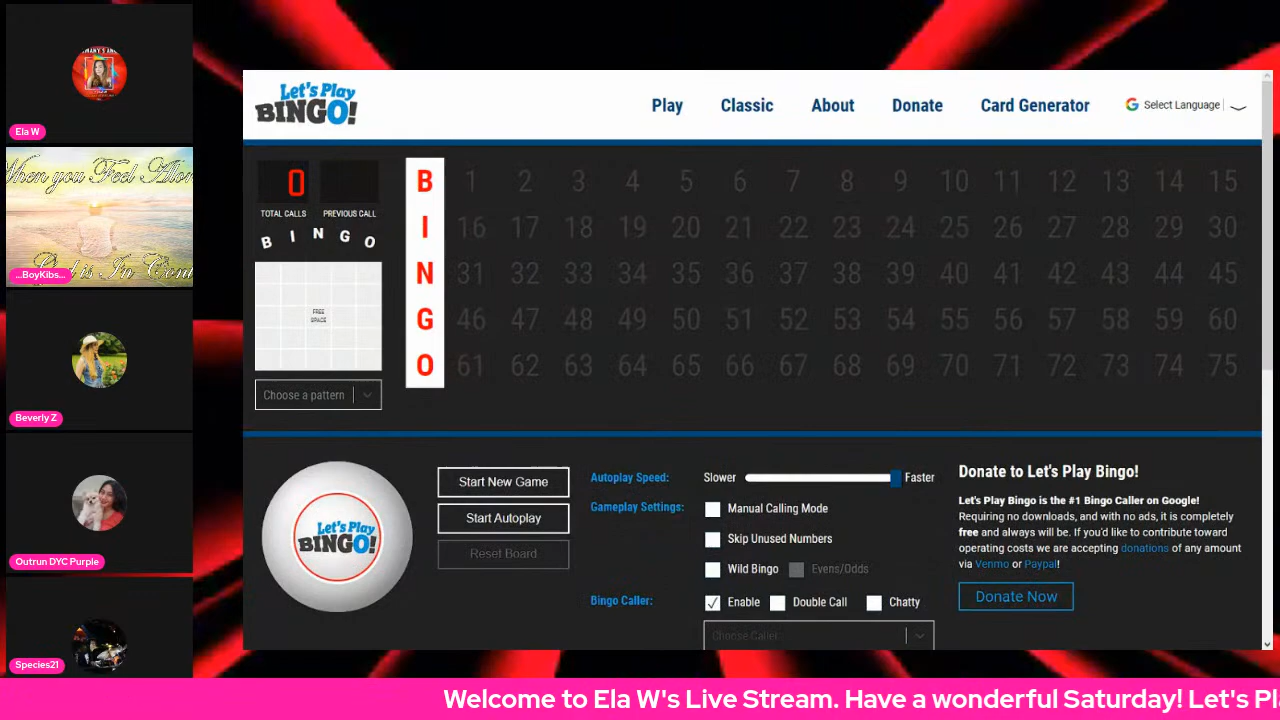 Ela W
When you Feel Alon
God is In Cont
...BoyKibs...
Beverly Z
Outrun DYC Purple
Species21
Let's Play
BINGO!
Play Classic About Donate Card Generator Select Language
0
TOTAL CALLS PREVIOUS CALL
B I N G O
FREE
SPACE
Choose a pattern
B 1 2 3 4 5 6 7 8 9 10 11 12 13 14 15
I 16 17 18 19 20 21 22 23 24 25 26 27 28 29 30
N 31 32 33 34 35 36 37 38 39 40 41 42 43 44 45
G 46 47 48 49 50 51 52 53 54 55 56 57 58 59 60
O 61 62 63 64 65 66 67 68 69 70 71 72 73 74 75
Let's Play
BINGO!
Start New Game
Start Autoplay
Reset Board
Autoplay Speed: Slower Faster
Gameplay Settings: Manual Calling Mode
Skip Unused Numbers
Wild Bingo Evens/Odds
Bingo Caller: Enable Double Call Chatty
Choose Caller
Donate to Let's Play Bingo!
Let's Play Bingo is the #1 Bingo Caller on Google!
Requiring no downloads, and with no ads, it is completely
free and always will be. If you'd like to contribute toward
operating costs we are accepting donations of any amount
via Venmo or Paypal!
Donate Now
Welcome to Ela W's Live Stream. Have a wonderful Saturday! Let's Pl